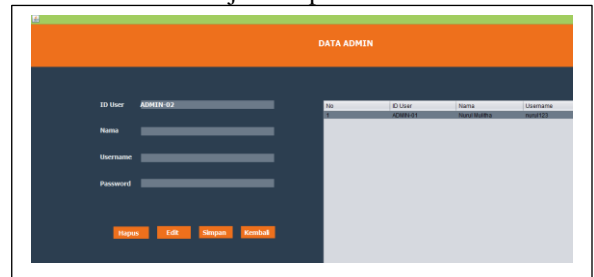 DATA ADMIN
ID User ADMIN-02
Nama
Username
Password
Hapus Edit Simpan Kembali
No ID User Nama Username
1 ADMIN-01 Nurul Mulitha nurul123